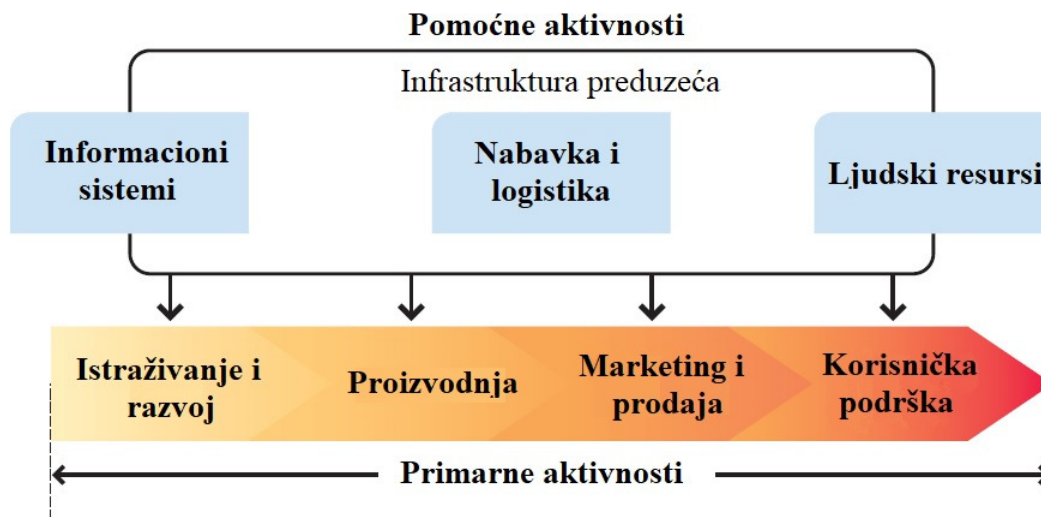 Pomoćne aktivnosti
Infrastruktura preduzeća
Informacioni
sistemi
Nabavka i
logistika
Ljudski resursi
Istraživanje i
razvoj
Proizvodnja
Marketing i
prodaja
Korisnička
podrška
Primarne aktivnosti